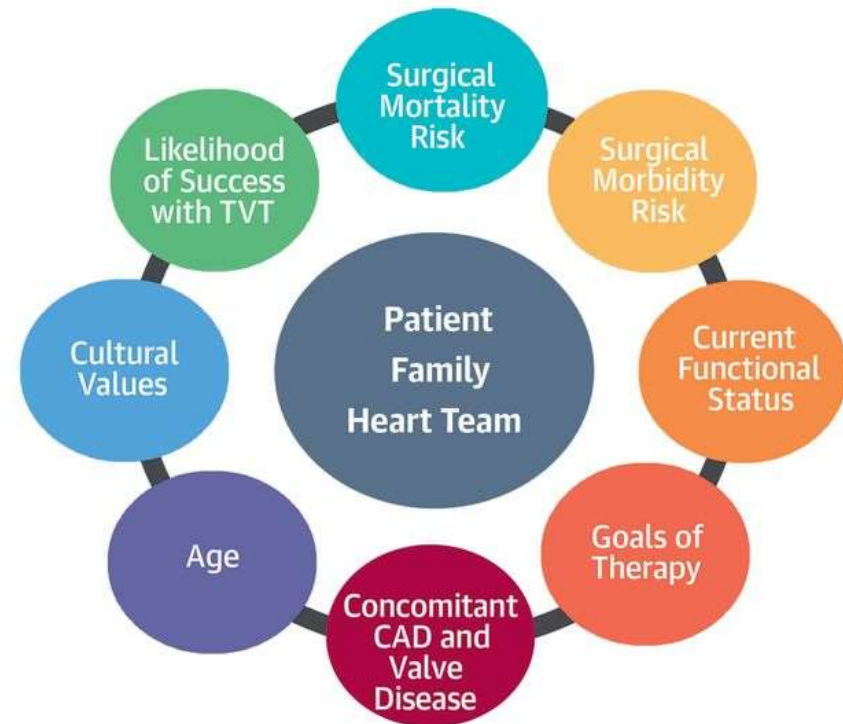 Surgical
Mortality
Risk
Surgical
Morbidity
Risk
Current
Functional
Status
Goals of
Therapy
Concomitant
CAD and
Valve
Disease
Age
Cultural
Values
Likelihood
of Success
with TVT
Patient
Family
Heart Team